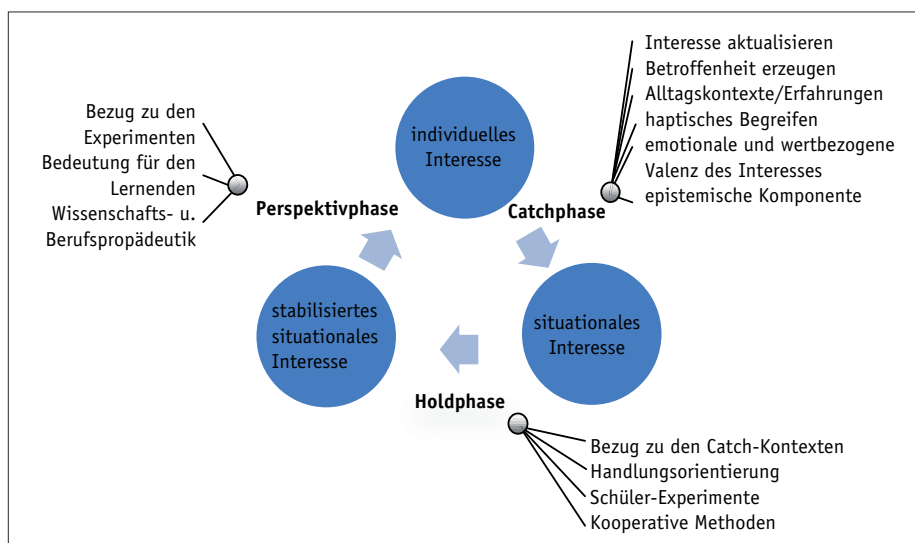 Interesse aktualisieren
Betroffenheit erzeugen
Alltagskontexte/Erfahrungen
haptisches Begreifen
emotionale und wertbezogene
Valenz des Interesses
epistemische Komponente
Bezug zu den
Experimenten
Bedeutung für den
Lernenden
Wissenschafts- u.
Berufspropädeutik
individuelles
Interesse
Perspektivphase
Catchphase
stabilisiertes
situationales
Interesse
situationales
Interesse
Holdphase
Bezug zu den Catch-Kontexten
Handlungsorientierung
Schüler-Experimente
Kooperative Methoden